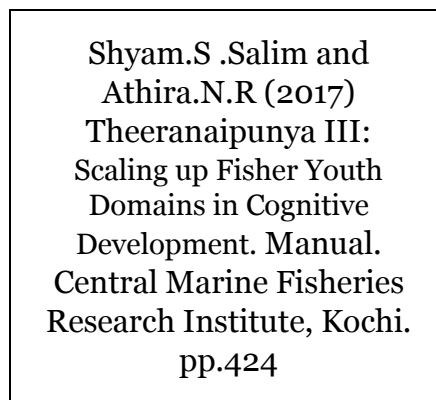 Shyam.S .Salim and
Athira.N.R (2017)
Theeranaipunya III:
Scaling up Fisher Youth
Domains in Cognitive
Development. Manual.
Central Marine Fisheries
Research Institute, Kochi.
pp.424